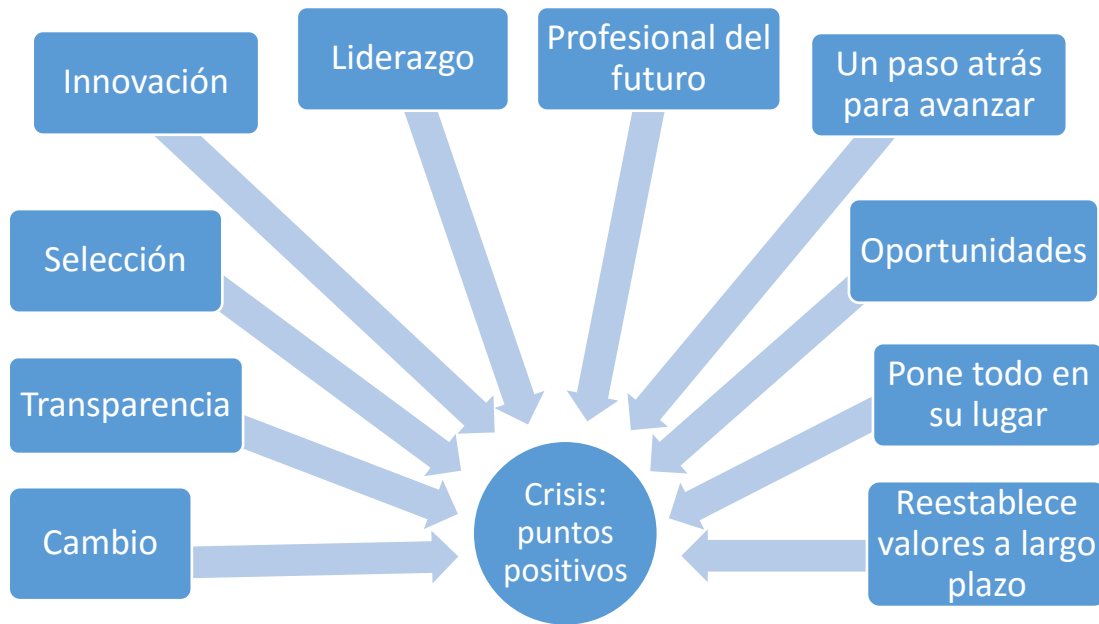 Innovación
Liderazgo
Profesional del
futuro
Un paso atrás
para avanzar
Selección
Oportunidades
Transparencia
Pone todo en
su lugar
Cambio
Crisis:
puntos
positivos
Reestablece
valores a largo
plazo